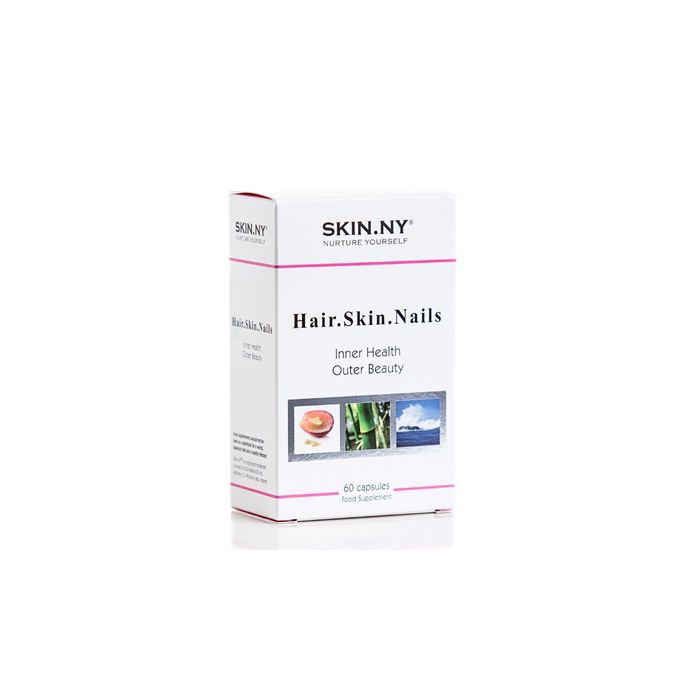 SKIN.NY®
NURTURE YOURSELF
Hair.Skin.Nails
Inner Health
Outer Beauty
60 capsules
Food Supplement
SKIN.NY®
NURTURE YOURSELF
Hair.Skin.Nails
Inner Health
Outer Beauty